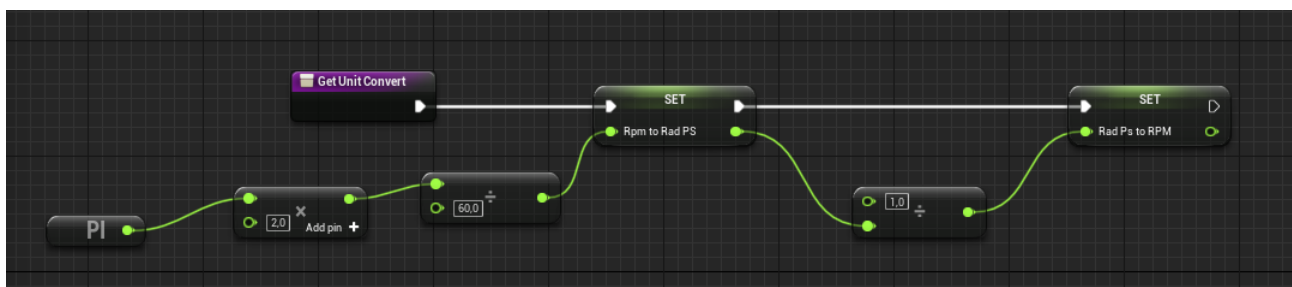 Get Unit Convert
SET
Rpm to Rad PS
SET
Rad Ps to RPM
PI
×
2,0
Add pin +
÷
60,0
1,0
÷